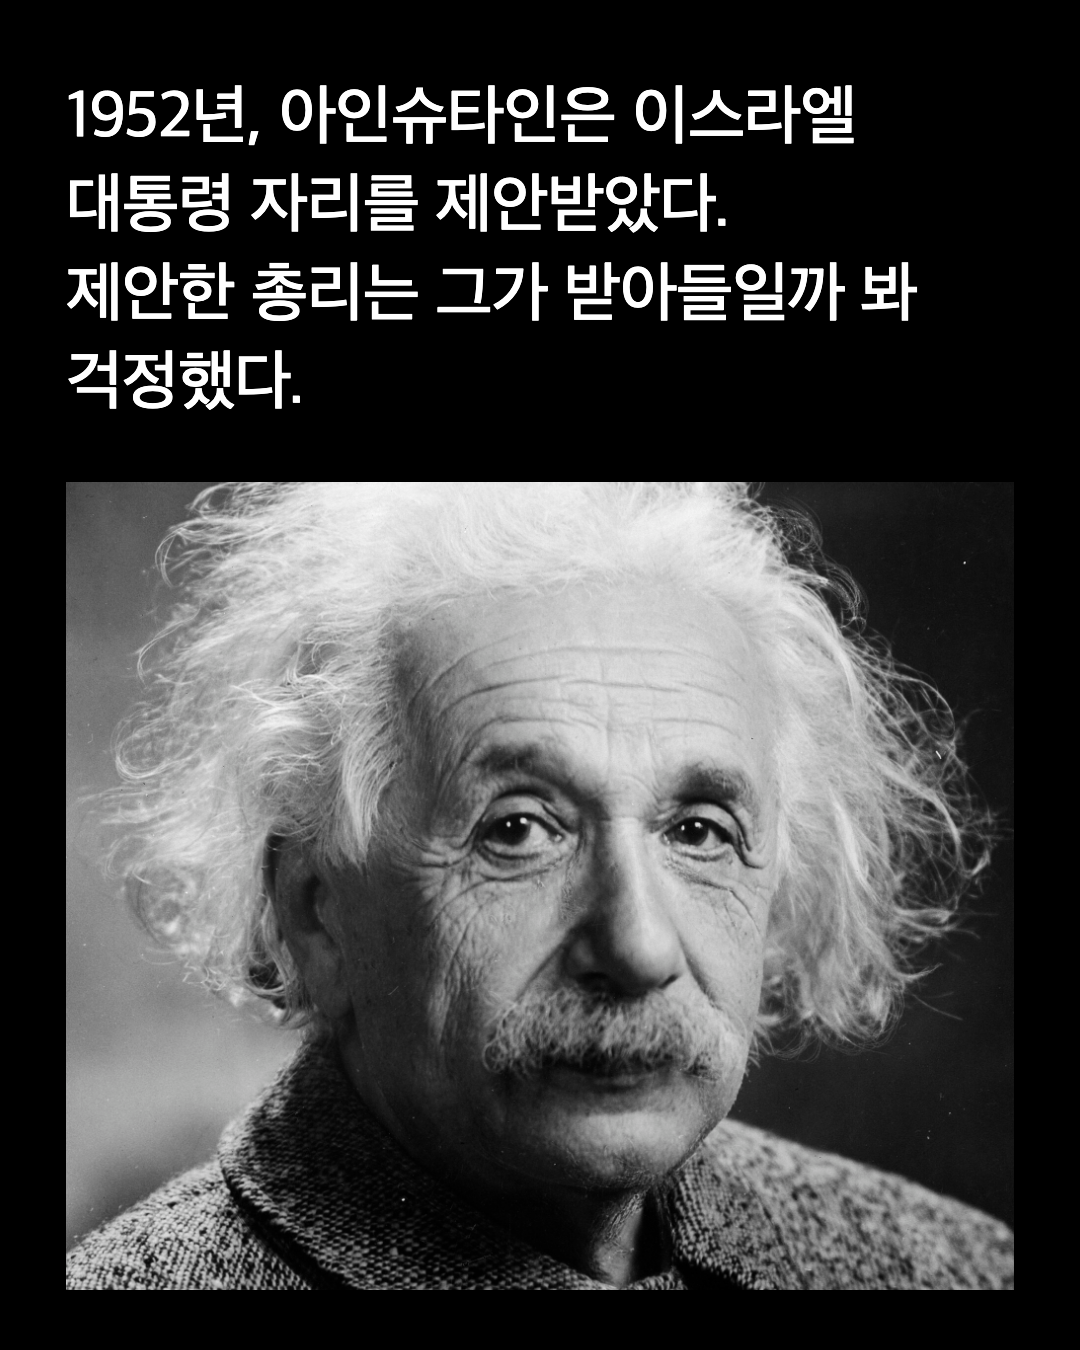 1952년, 아인슈타인은 이스라엘
대통령 자리를 제안받았다.
제안한 총리는 그가 받아들일까 봐
걱정했다.